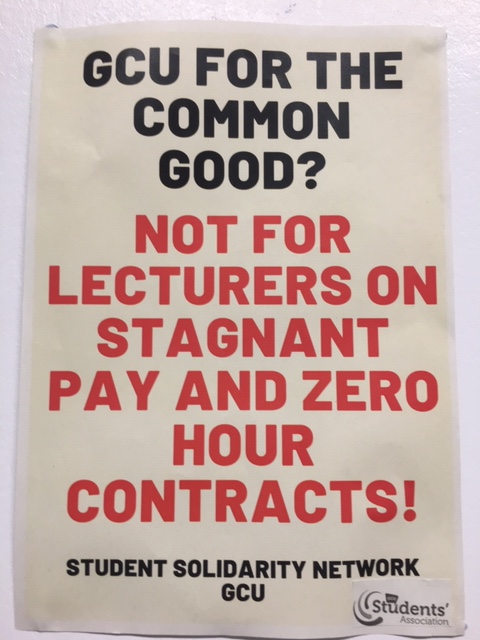 GCU FOR THE
COMMON
GOOD?
NOT FOR
LECTURERS ON
STAGNANT
PAY AND ZERO
HOUR
CONTRACTS!
STUDENT SOLIDARITY NETWORK
GCU
Students'
Association